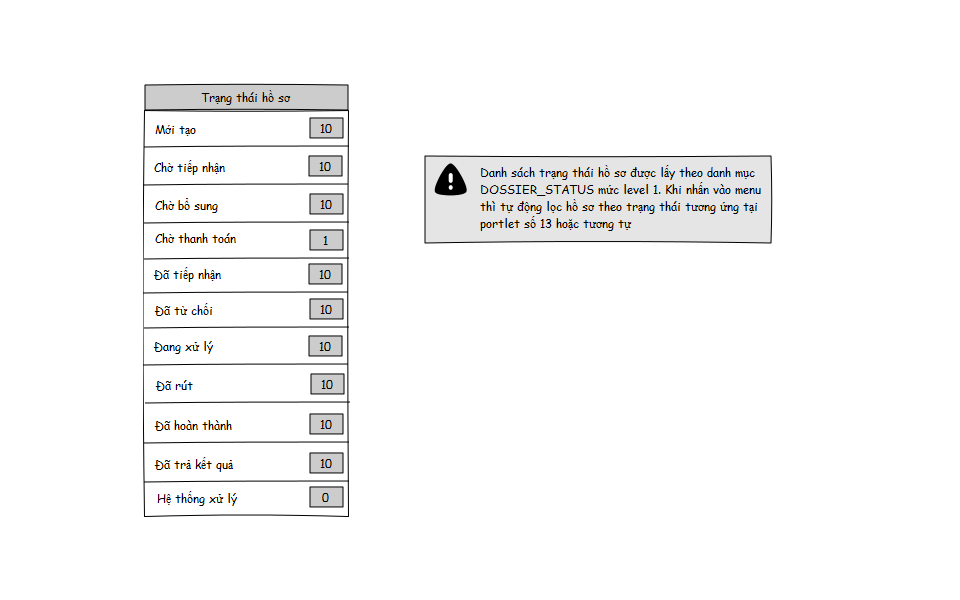 Trạng thái hồ sơ
Mới tạo 10
Chờ tiếp nhận 10
Chờ bổ sung 10
Chờ thanh toán 1
Đã tiếp nhận 10
Đã từ chối 10
Đang xử lý 10
Đã rút 10
Đã hoàn thành 10
Đã trả kết quả 10
Hệ thống xử lý 0
Danh sách trạng thái hồ sơ được lấy theo danh mục
DOSSIER_STATUS mức level 1. Khi nhấn vào menu
thì tự động lọc hồ sơ theo trạng thái tương ứng tại
portlet số 13 hoặc tương tự